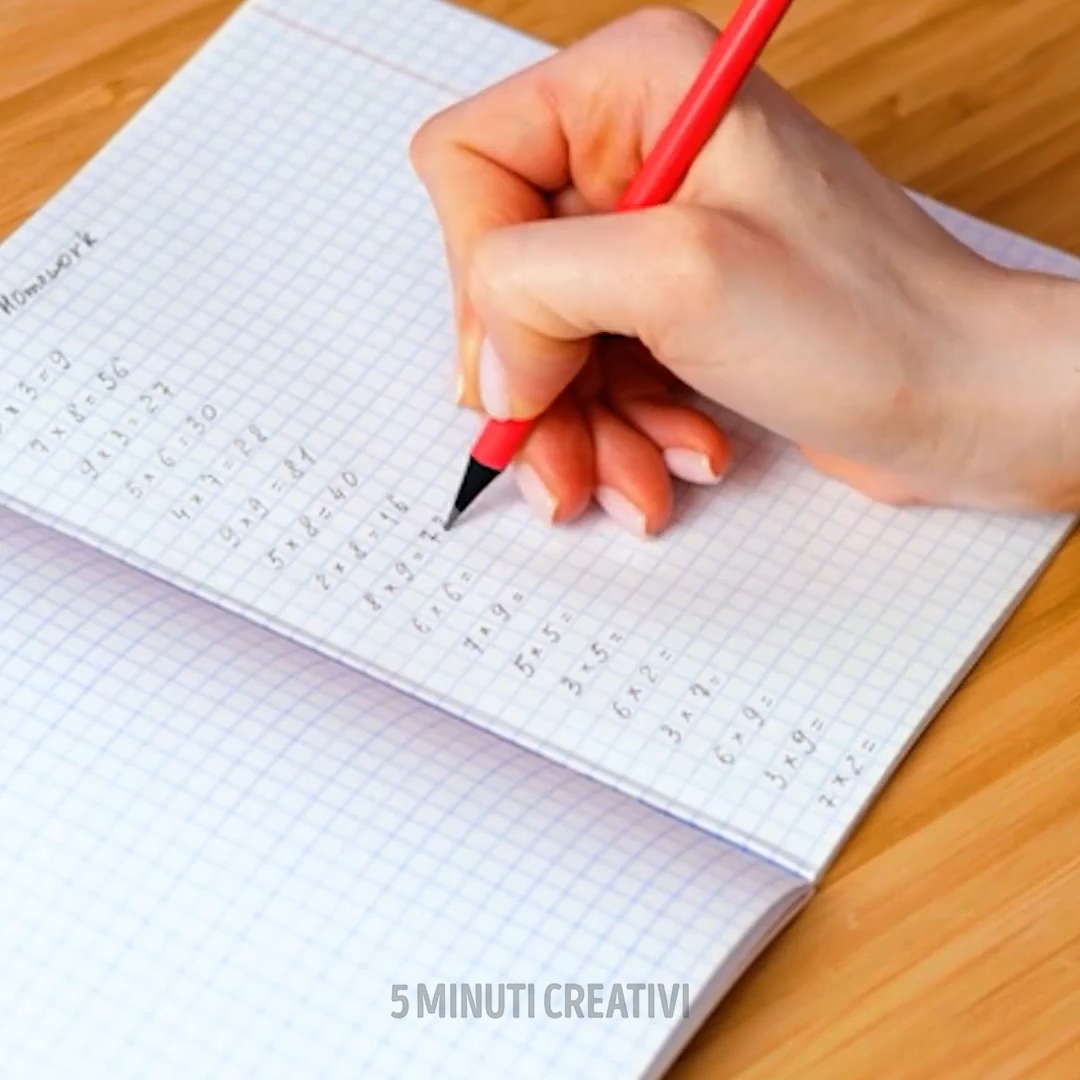 Homework
x 3 = 9
7 x 8 = 56
9 x 3 = 27
5 x 6 = 30
4 x 7 = 28
9 x 9 = 81
5 x 8 = 40
2 x 8 = 16
8 x 9 = 72
6 x 6 =
7 x 9 =
5 x 5 =
3 x 5 =
6 x 2 =
3 x 7 =
6 x 9 =
3 x 9 =
7 x 2 =
5 MINUTI CREATIVI